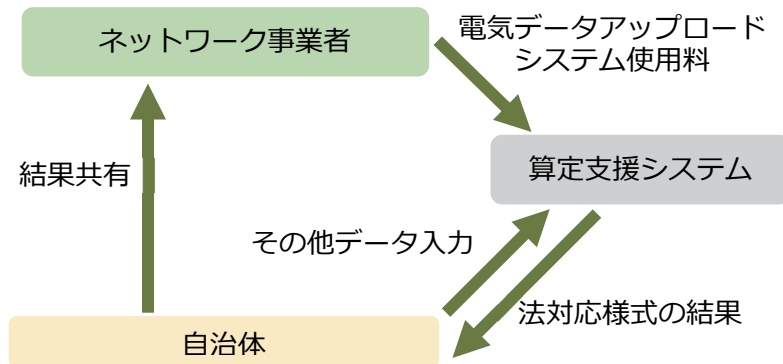 ネットワーク事業者
電気データアップロード
システム使用料
結果共有
算定支援システム
その他データ入力
法対応様式の結果
自治体